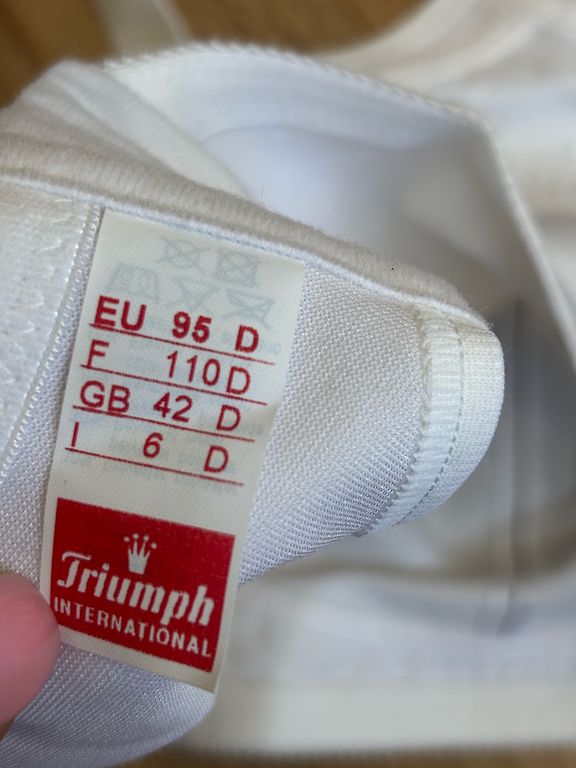 EU 95 D
F 110 D
GB 42 D
I 6 D
Triumph
INTERNATIONAL